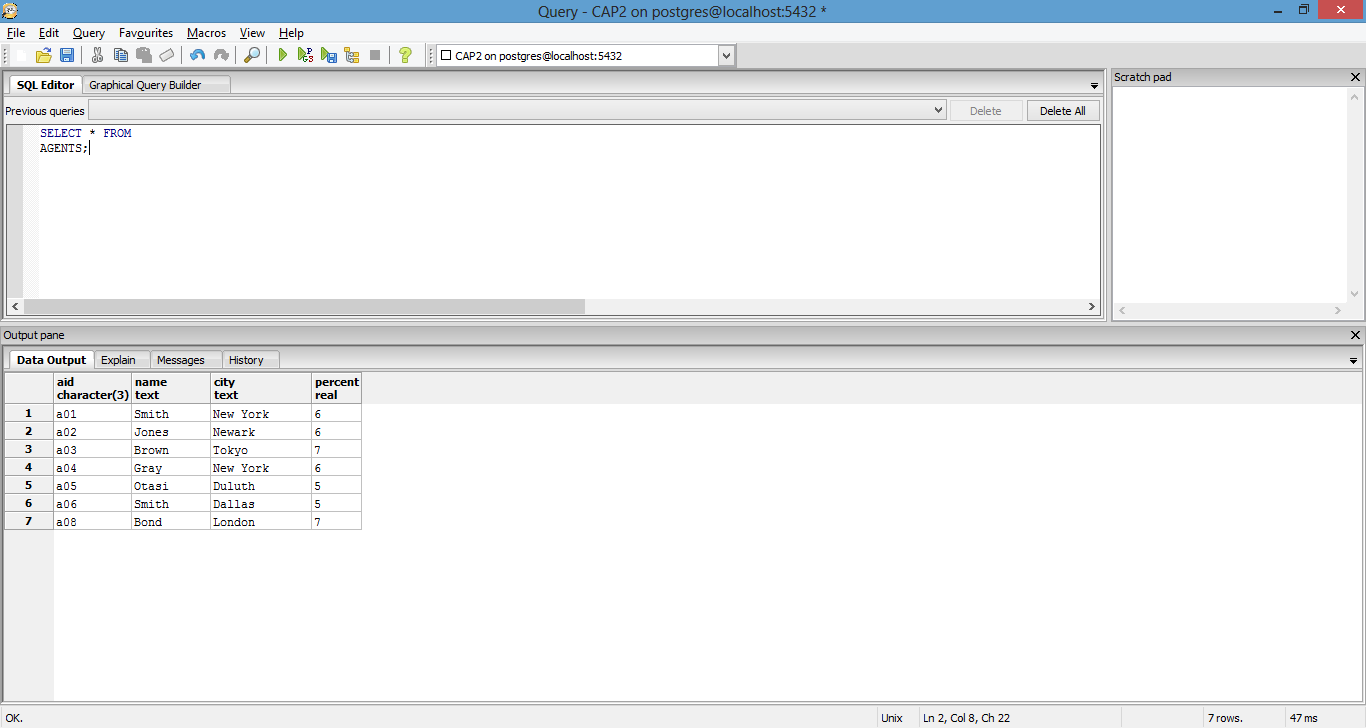 Query - CAP2 on postgres@localhost:5432 *
File Edit Query Favourites Macros View Help
CAP2 on postgres@localhost:5432
SQL Editor Graphical Query Builder
Previous queries Delete Delete All
SELECT * FROM
AGENTS;
Scratch pad
Output pane
Data Output Explain Messages History
aid name city percent
character(3) text text real
1 a01 Smith New York 6
2 a02 Jones Newark 6
3 a03 Brown Tokyo 7
4 a04 Gray New York 6
5 a05 Otasi Duluth 5
6 a06 Smith Dallas 5
7 a08 Bond London 7
OK. Unix Ln 2, Col 8, Ch 22 7 rows. 47 ms